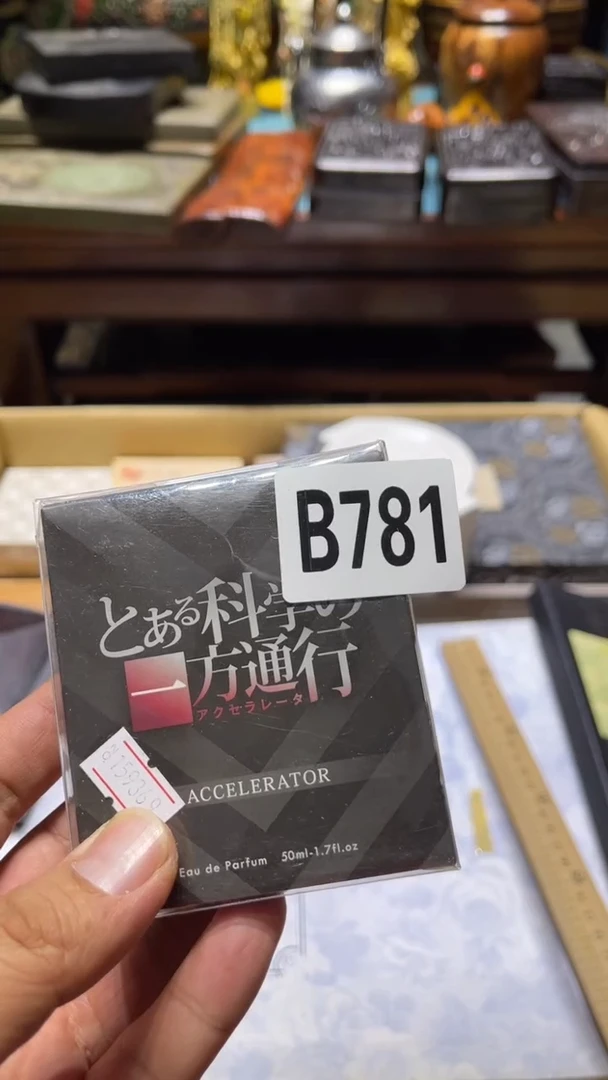 B781
とある科学の
一方通行
アクセラレータ
ACCELERATOR
Eau de Parfum 50ml-1.7fl.oz